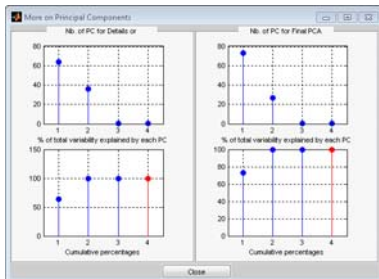 More on Principal Components
Nb. of PC for Details or
80
60
40
20
0
1 2 3 4
% of total variability explained by each PC
150
100
50
0
1 2 3 4
Cumulative percentages
Nb. of PC for Final PCA
80
60
40
20
0
1 2 3 4
% of total variability explained by each PC
100
80
60
40
20
0
1 2 3 4
Cumulative percentages
Close